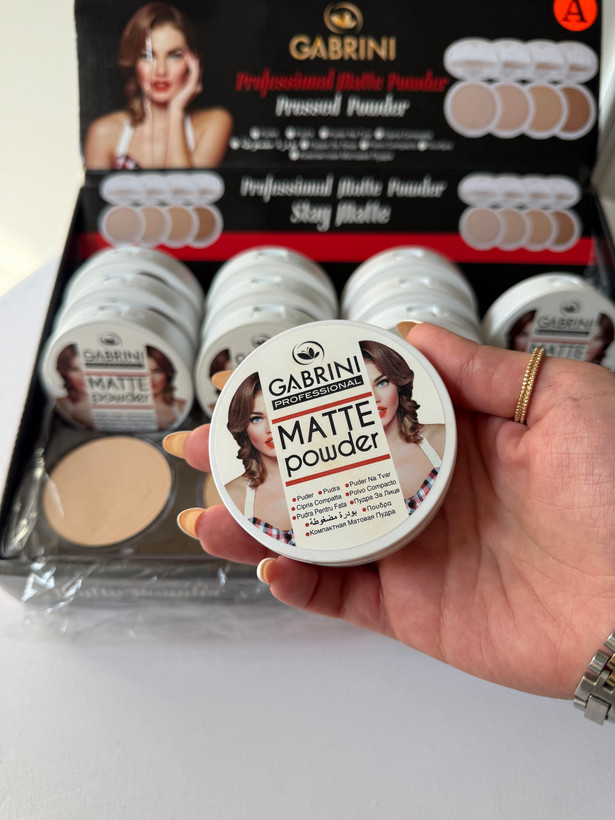 A
GABRINI
Professional Matte Powder
Pressed Powder
Professional Matte Powder
Stay Matte
GABRINI
MATTE
powder
GABRINI
MATTE
GABRINI
PROFESSIONAL
MATTE
powder
•Puder •Pudra •Puder Na Tvar
•Cipria Compatta •Polvo Compacto
•Pudra Pentru Fata •Пудра За Лице
•بودرة مضغوطة •Πούδρα
•Компактная Матовая Пудра